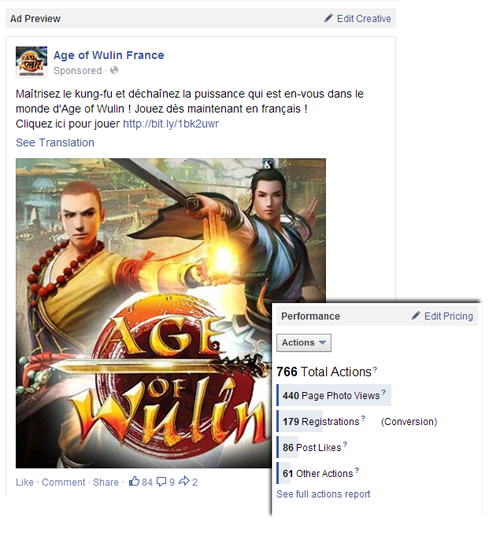 Ad Preview
Edit Creative
Age of Wulin France
Sponsored ·
Maîtrisez le kung-fu et déchaînez la puissance qui est en-vous dans le
monde d'Age of Wulin ! Jouez dès maintenant en français !
Cliquez ici pour jouer http://bit.ly/1bk2uwr
See Translation
AGE
OF
Wulin
Like · Comment · Share · 84 9 2
Performance
Edit Pricing
Actions
766 Total Actions?
440 Page Photo Views?
179 Registrations? (Conversion)
86 Post Likes?
61 Other Actions?
See full actions report